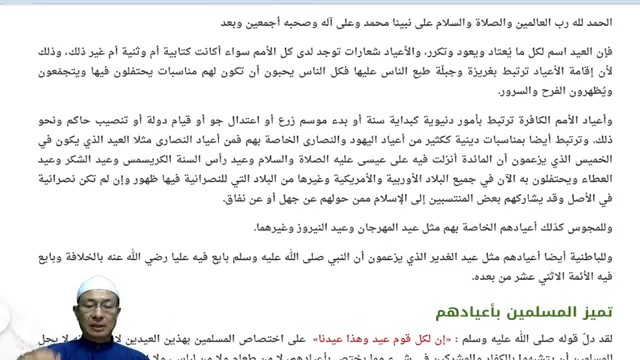 الحمد لله رب العالمين والصلاة والسلام على نبينا محمد وعلى آله وصحبه أجمعين وبعد
فإن العيد اسم لكل ما يُعتاد ويعود وتكرر، والأعياد شعارات توجد لدى كل الأمم سواء أكانت كتابية أم وثنية أم غير ذلك، وذلك
لأن إقامة الأعياد ترتبط بغريزة وجبلّة طبع الناس عليها فكل الناس يحبون أن تكون لهم مناسبات يحتفلون فيها ويتجمّعون
ويُظهرون الفرح والسرور.
وأعياد الأمم الكافرة ترتبط بأمور دنيوية كبداية سنة أو بدء موسم زرع أو اعتدال جو أو قيام دولة أو تنصيب حاكم ونحو
ذلك. وترتبط أيضا بمناسبات دينية ككثير من أعياد اليهود والنصارى الخاصة بهم فمن أعياد النصارى مثلا العيد الذي يكون في
الخميس الذي يزعمون أن المائدة أنزلت فيه على عيسى عليه الصلاة والسلام وعيد رأس السنة الكريسمس وعيد الشكر وعيد
العطاء ويحتفلون به الآن في جميع البلاد الأوربية والأمريكية وغيرها من البلاد التي للنصرانية فيها ظهور وإن لم تكن نصرانية
في الأصل وقد يشاركهم بعض المنتسبين إلى الإسلام ممن حولهم عن جهل أو عن نفاق.
وللمجوس كذلك أعيادهم الخاصة بهم مثل عيد المهرجان وعيد النيروز وغيرهما.
وللباطنية أيضا أعيادهم مثل عيد الغدير الذي يزعمون أن النبي صلى الله عليه وسلم بايع فيه عليا رضي الله عنه بالخلافة وبايع
فيه الأئمة الاثني عشر من بعده.
تميز المسلمين بأعيادهم
لقد دلّ قوله صلى الله عليه وسلم : «إن لكل قوم عيد وهذا عيدنا» على اختصاص المسلمين بهذين العيدين لا يحل